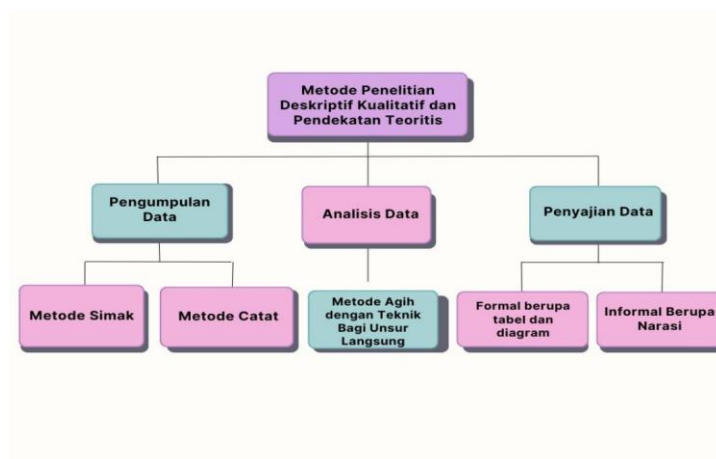 Metode Penelitian
Deskriptif Kualitatif dan
Pendekatan Teoritis
Pengumpulan
Data
Analisis Data
Penyajian Data
Metode Simak
Metode Catat
Metode Agih
dengan Teknik
Bagi Unsur
Langsung
Formal berupa
tabel dan
diagram
Informal Berupa
Narasi